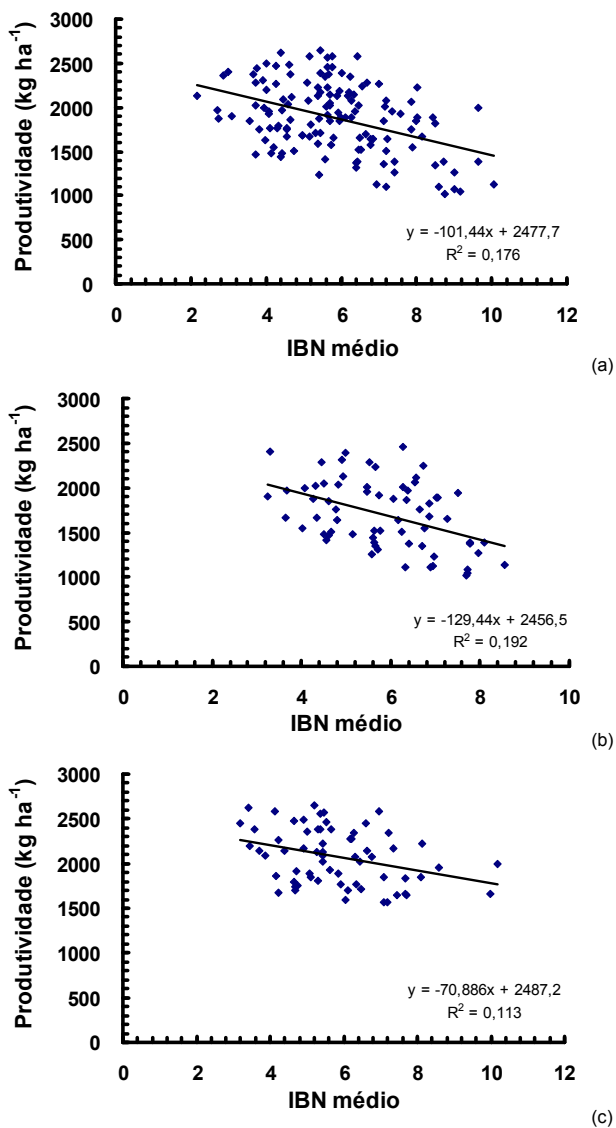 3000
2500
2000
1500
1000
500
0
Produtividade (kg ha⁻¹)
y = -101,44x + 2477,7
R² = 0,176
0 2 4 6 8 10 12
IBN médio
(a)
3000
2500
2000
1500
1000
500
0
Produtividade (kg ha⁻¹)
y = -129,44x + 2456,5
R² = 0,192
0 2 4 6 8 10
IBN médio
(b)
3000
2500
2000
1500
1000
500
0
Produtividade (kg ha⁻¹)
y = -70,886x + 2487,2
R² = 0,113
0 2 4 6 8 10 12
IBN médio
(c)